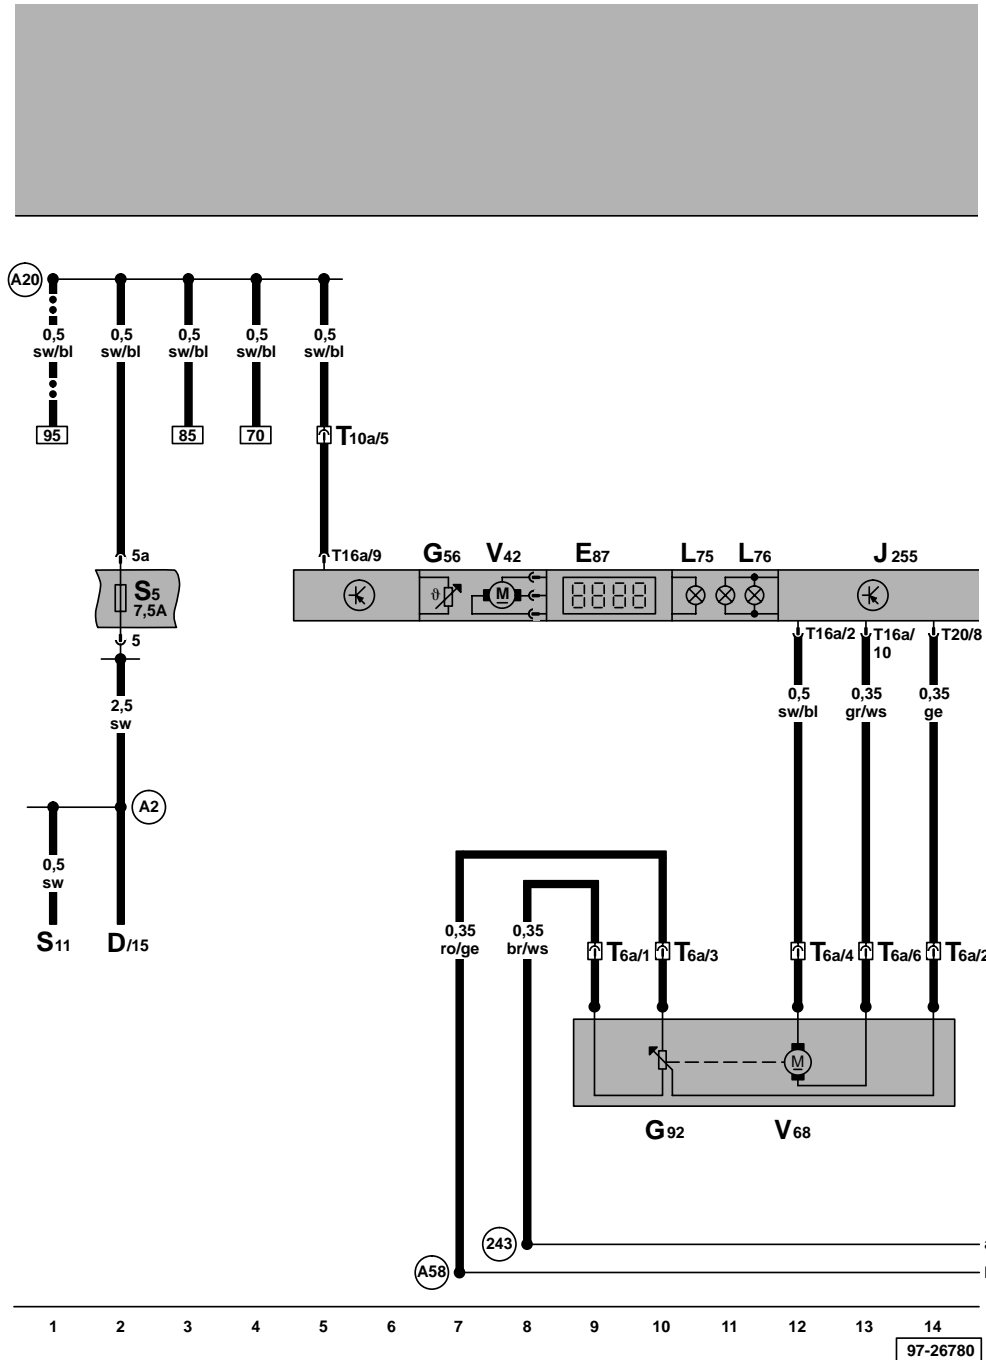 A20
0,5 0,5 0,5 0,5 0,5
sw/bl sw/bl sw/bl sw/bl sw/bl
95 85 70 T10a/5
5a T16a/9 G56 V42 E87 L75 L76 J255
S5
7,5A
ϑ M 8888
5 T16a/2 T16a/10 T20/8
2,5
sw
0,5 0,35 0,35
sw/bl gr/ws ge
A2
0,5
sw
S11 D/15
0,35 0,35
ro/ge br/ws
T6a/1 T6a/3 T6a/4 T6a/6 T6a/2
M
G92 V68
243
A58
1 2 3 4 5 6 7 8 9 10 11 12 13 14
97-26780